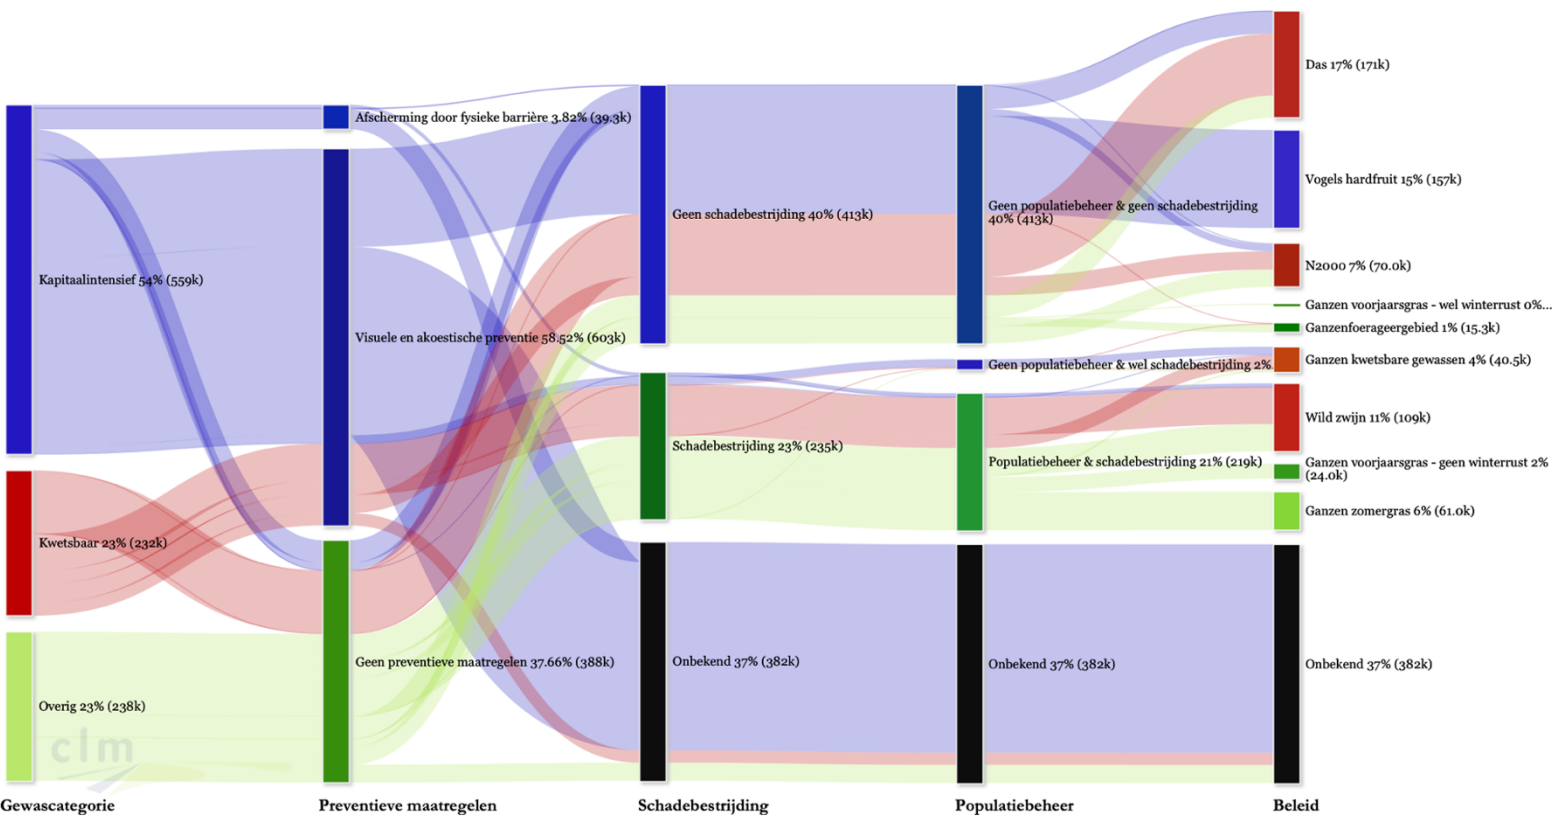 Das 17% (171k)
Afscherming door fysieke barrière 3.82% (39.3k)
Vogels hardfruit 15% (157k)
Geen schadebestrijding 40% (413k)
Geen populatiebeheer & geen schadebestrijding
40% (413k)
N2000 7% (70.0k)
Kapitaalintensief 54% (559k)
Ganzen voorjaarsgras - wel winterrust 0%...
Ganzenfoerageergebied 1% (15.3k)
Visuele en akoestische preventie 58.52% (603k)
Geen populatiebeheer & wel schadebestrijding 2%
Ganzen kwetsbare gewassen 4% (40.5k)
Wild zwijn 11% (109k)
Schadebestrijding 23% (235k)
Populatiebeheer & schadebestrijding 21% (219k)
Ganzen voorjaarsgras - geen winterrust 2%
(24.0k)
Ganzen zomergras 6% (61.0k)
Kwetsbaar 23% (232k)
Geen preventieve maatregelen 37.66% (388k)
Onbekend 37% (382k)
Onbekend 37% (382k)
Onbekend 37% (382k)
Overig 23% (238k)
clm
Gewascategorie
Preventieve maatregelen
Schadebestrijding
Populatiebeheer
Beleid